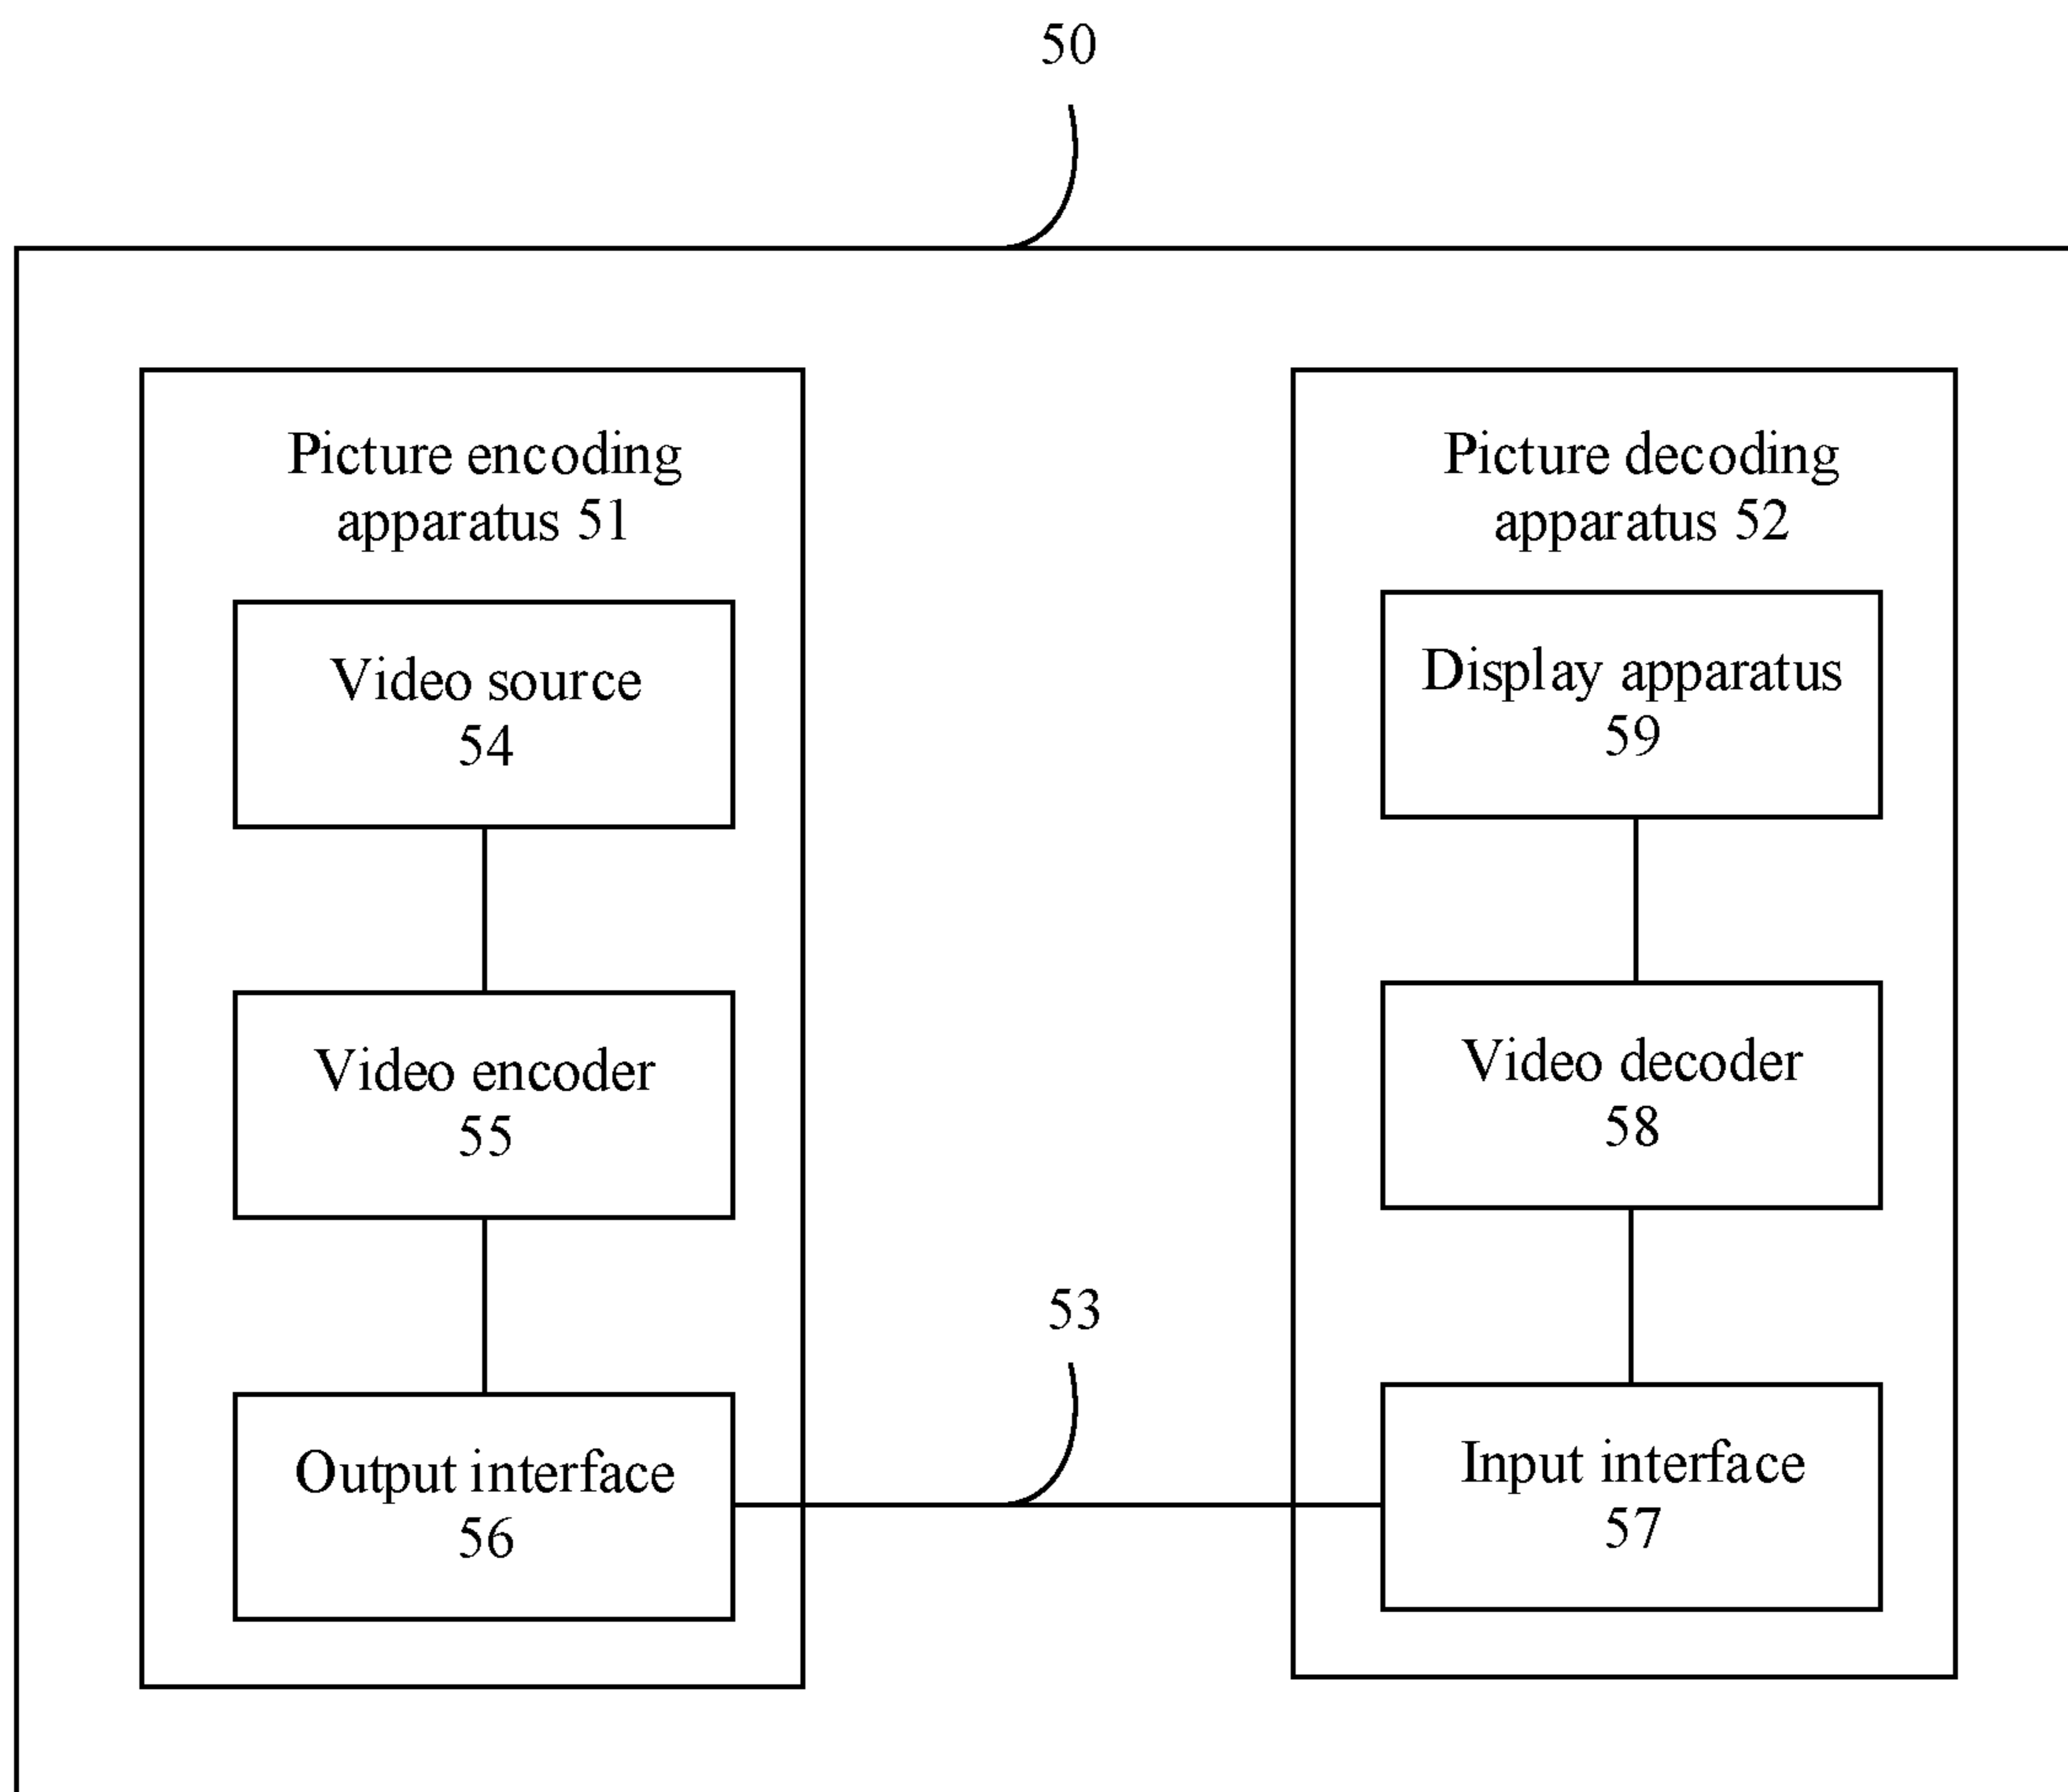 50
Picture encoding
apparatus 51
Video source
54
Video encoder
55
Output interface
56
53
Picture decoding
apparatus 52
Display apparatus
59
Video decoder
58
Input interface
57